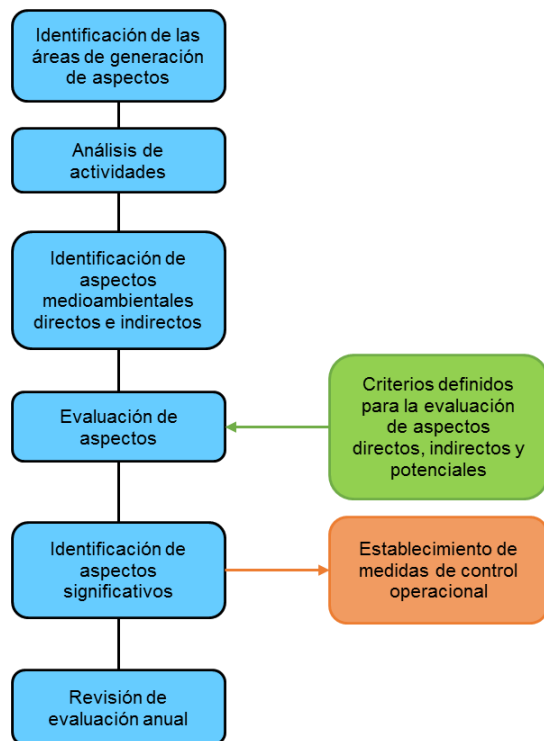 Identificación de las
áreas de generación
de aspectos
Análisis de
actividades
Identificación de
aspectos
medioambientales
directos e indirectos
Evaluación de
aspectos
Criterios definidos
para la evaluación
de aspectos
directos, indirectos y
potenciales
Identificación de
aspectos
significativos
Establecimiento de
medidas de control
operacional
Revisión de
evaluación anual